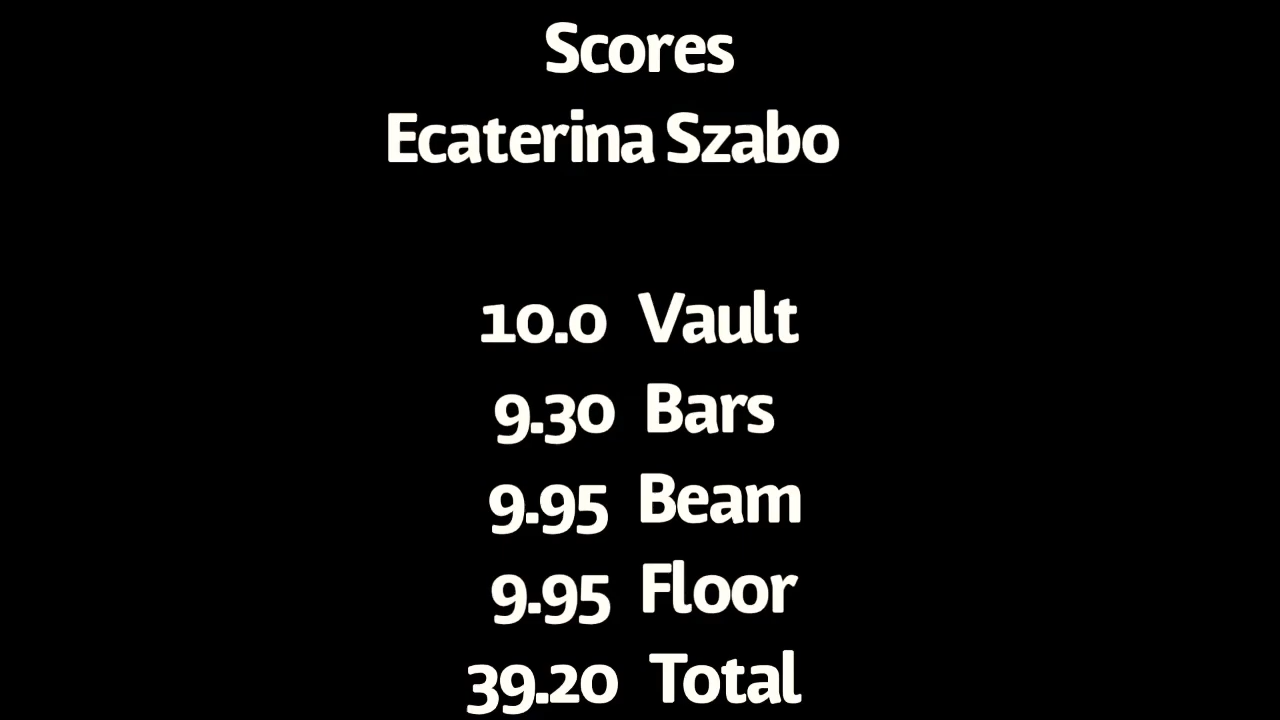 Scores
Ecaterina Szabo
10.0 Vault
9.30 Bars
9.95 Beam
9.95 Floor
39.20 Total